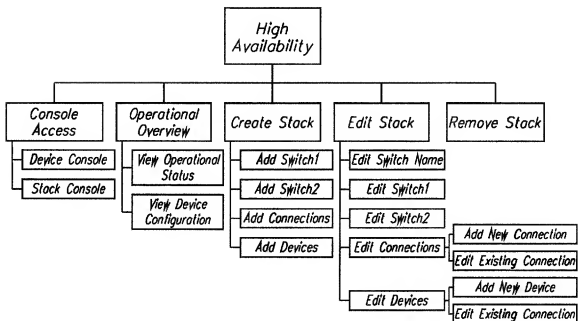 High
Availability
Console
Access
Device Console
Stack Console
Operational
Overview
View Operational
Status
View Device
Configuration
Create Stack
Add Switch1
Add Switch2
Add Connections
Add Devices
Edit Stack
Edit Switch Name
Edit Switch1
Edit Switch2
Edit Connections
Add New Connection
Edit Existing Connection
Edit Devices
Add New Device
Edit Existing Connection
Remove Stack